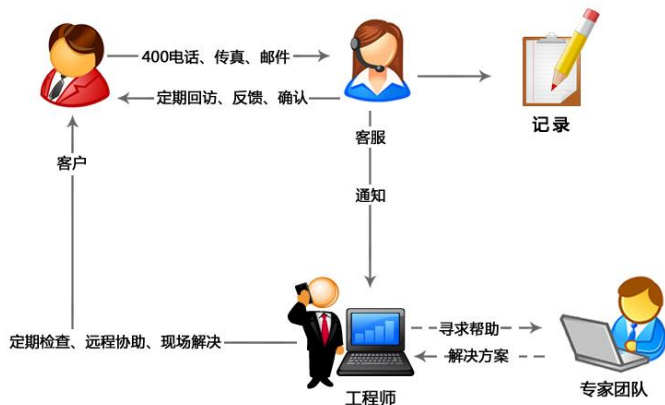 400电话、传真、邮件
定期回访、反馈、确认
记录
客户
客服
通知
定期检查、远程协助、现场解决
寻求帮助
解决方案
工程师
专家团队